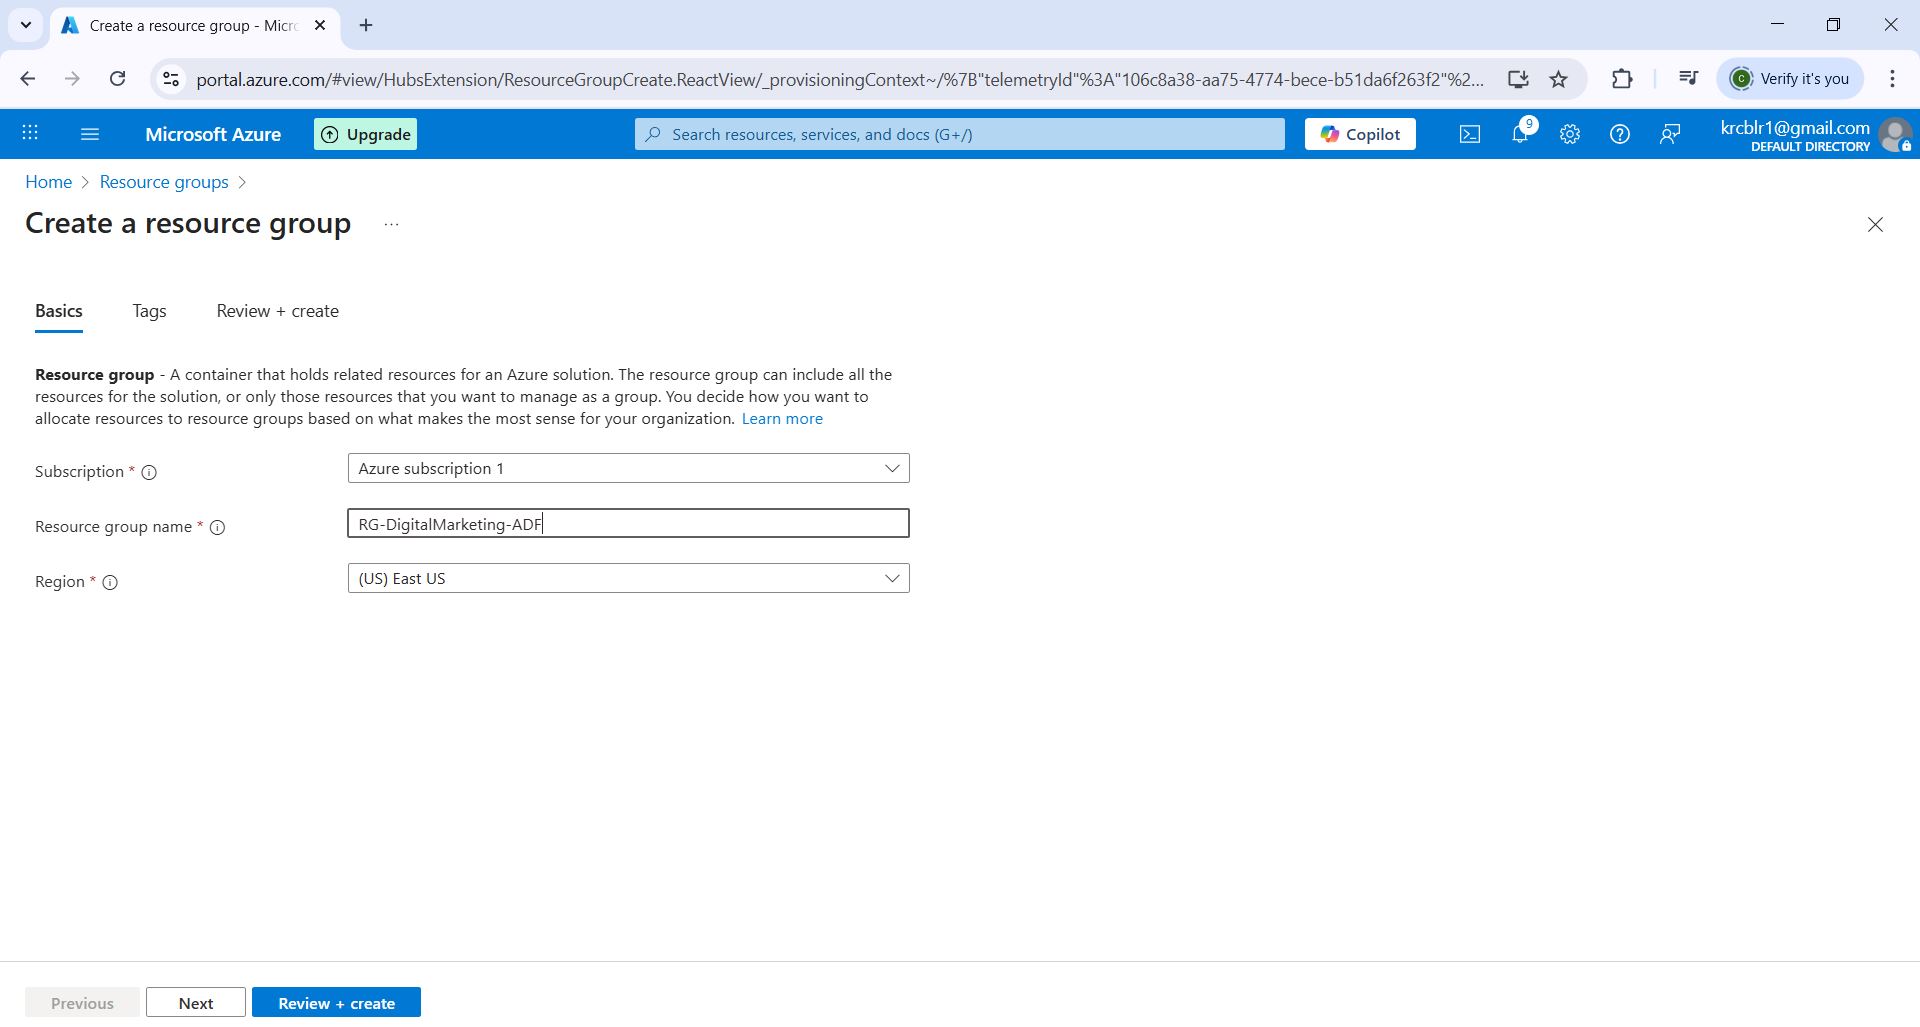 Create a resource group - Micr
portal.azure.com/#view/HubsExtension/ResourceGroupCreate.ReactView/_provisioningContext~/%7B"telemetryId"%3A"106c8a38-aa75-4774-bece-b51da6f263f2"%2...
C
Verify it's you
Microsoft Azure
Upgrade
Search resources, services, and docs (G+/)
Copilot
9
krcblr1@gmail.com
DEFAULT DIRECTORY
Home > Resource groups >
Create a resource group ...
Basics
Tags
Review + create
Resource group - A container that holds related resources for an Azure solution. The resource group can include all the
resources for the solution, or only those resources that you want to manage as a group. You decide how you want to
allocate resources to resource groups based on what makes the most sense for your organization. Learn more
Subscription *
Azure subscription 1
Resource group name *
RG-DigitalMarketing-ADF
Region *
(US) East US
Previous
Next
Review + create